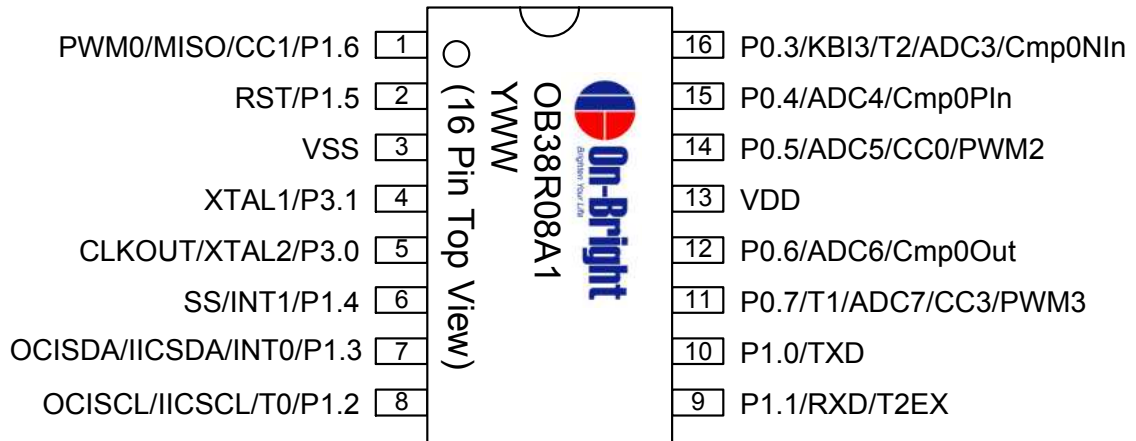 PWM0/MISO/CC1/P1.6 1
RST/P1.5 2
VSS 3
XTAL1/P3.1 4
CLKOUT/XTAL2/P3.0 5
SS/INT1/P1.4 6
OCISDA/IICSDA/INT0/P1.3 7
OCISCL/IICSCL/T0/P1.2 8
(16 Pin Top View)
YWW
OB38R08A1
On-Bright
Brighten Your Life
16 P0.3/KBI3/T2/ADC3/Cmp0NIn
15 P0.4/ADC4/Cmp0PIn
14 P0.5/ADC5/CC0/PWM2
13 VDD
12 P0.6/ADC6/Cmp0Out
11 P0.7/T1/ADC7/CC3/PWM3
10 P1.0/TXD
9 P1.1/RXD/T2EX